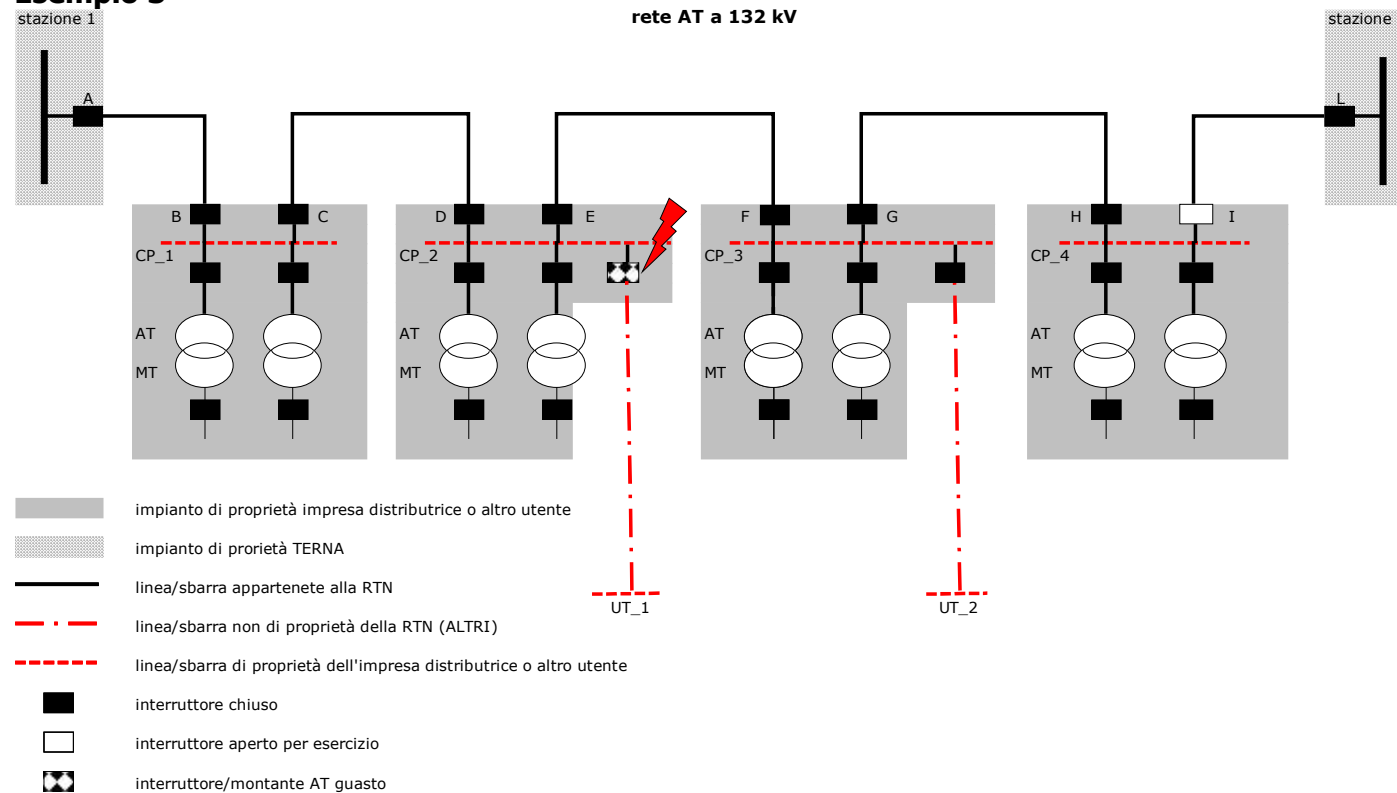 stazione 1
rete AT a 132 kV
stazione
A
L
B
C
D
E
F
G
H
I
CP_1
CP_2
CP_3
CP_4
AT
AT
AT
AT
MT
MT
MT
MT
impianto di proprietà impresa distributrice o altro utente
impianto di prorietà TERNA
linea/sbarra appartenete alla RTN
UT_1
UT_2
linea/sbarra non di proprietà della RTN (ALTRI)
linea/sbarra di proprietà dell'impresa distributrice o altro utente
interruttore chiuso
interuttore aperto per esercizio
interruttore/montante AT guasto